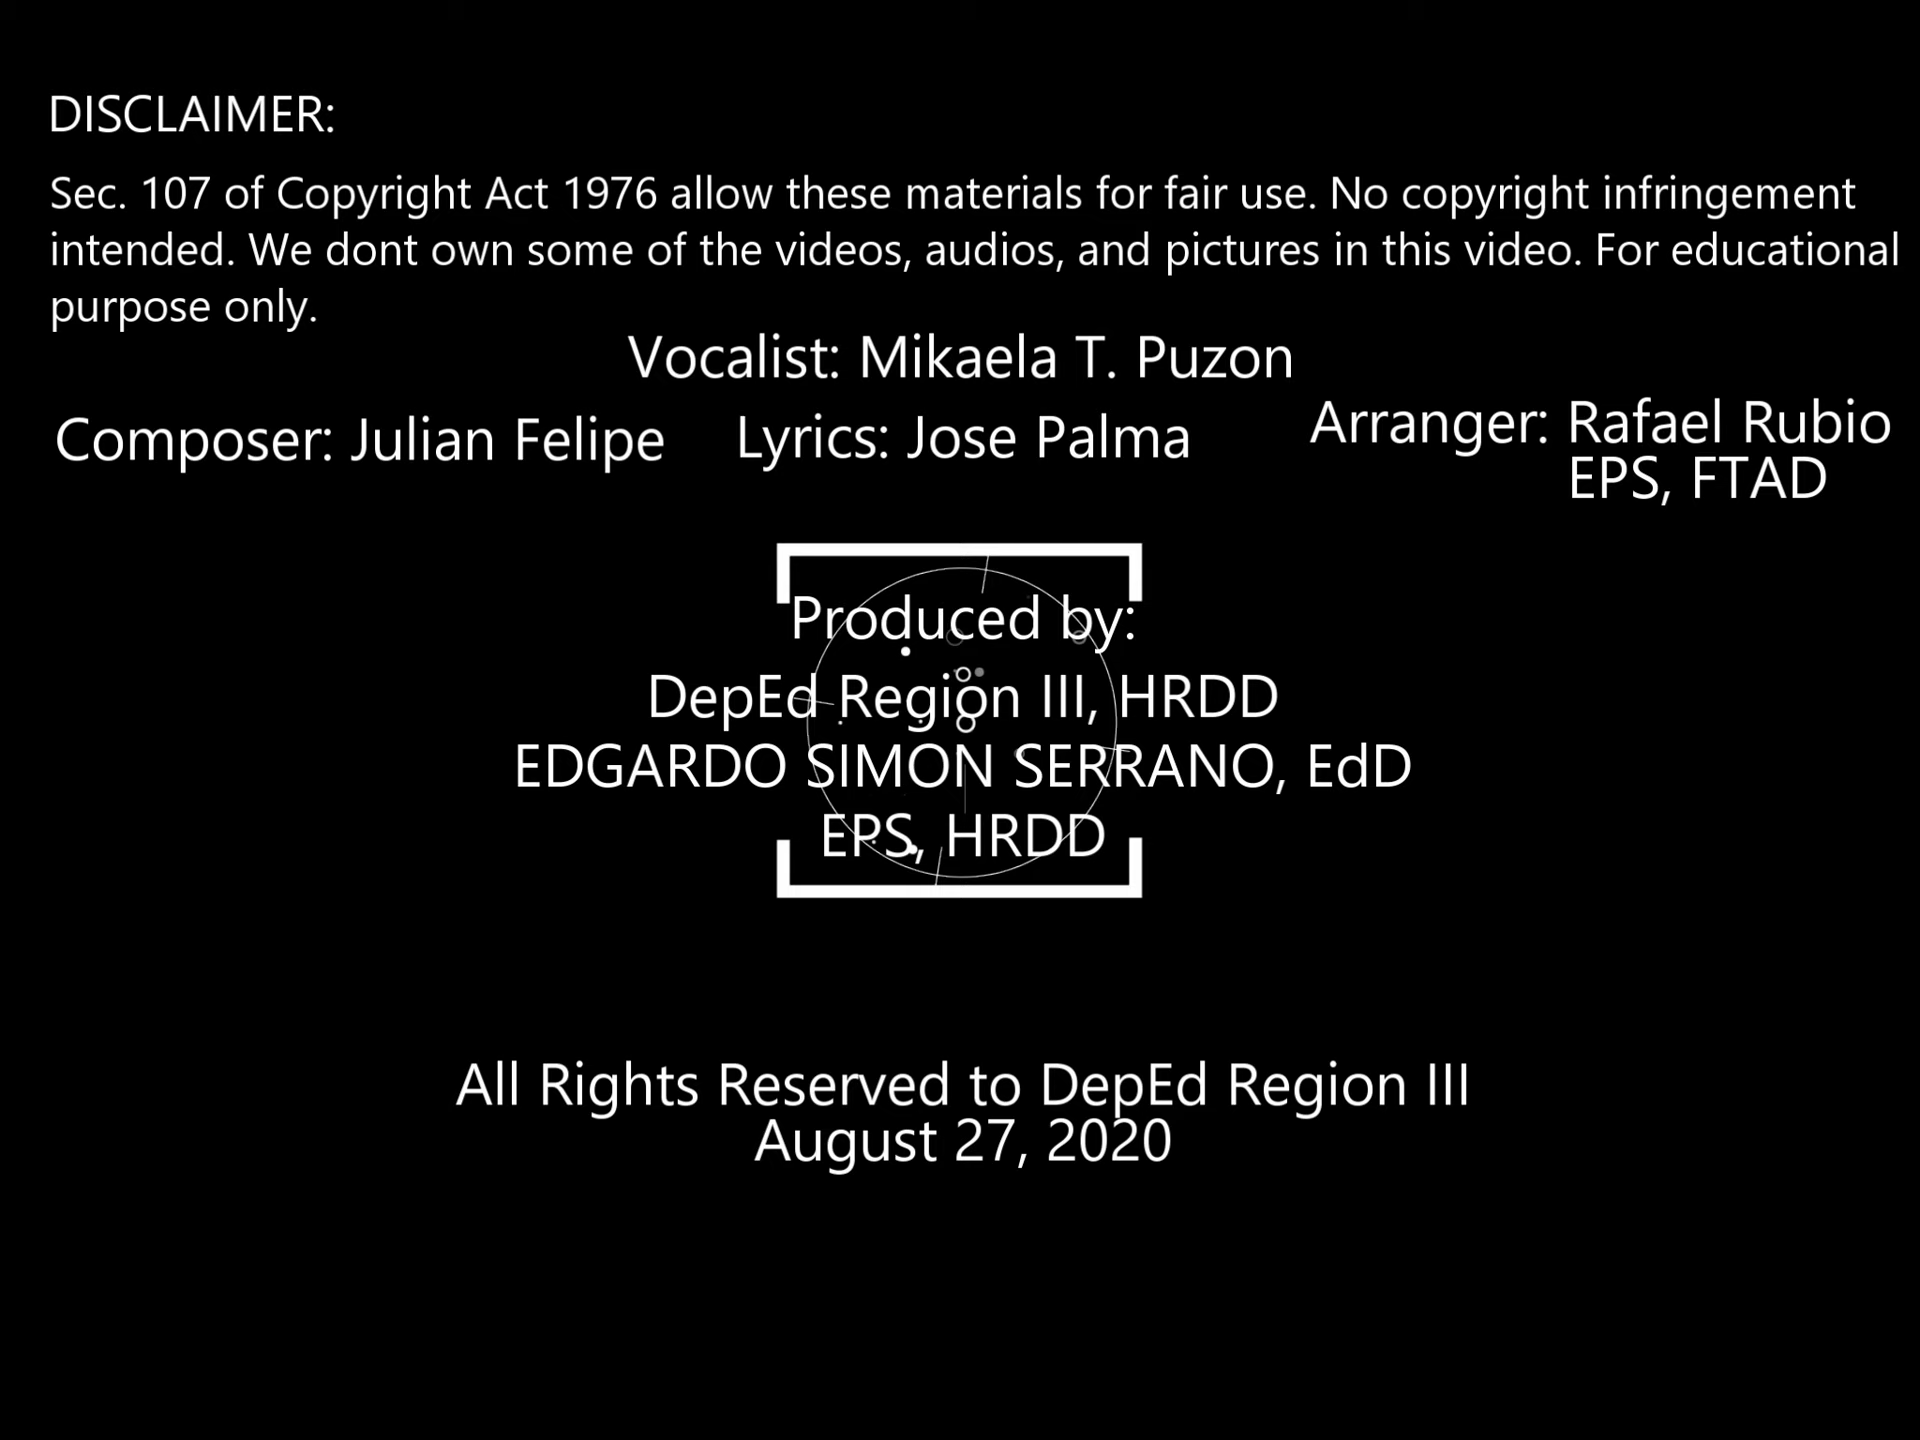 DISCLAIMER:
Sec. 107 of Copyright Act 1976 allow these materials for fair use. No copyright infringement
intended. We dont own some of the videos, audios, and pictures in this video. For educational
purpose only.
Vocalist: Mikaela T. Puzon
Composer: Julian Felipe
Lyrics: Jose Palma
Arranger: Rafael Rubio
EPS, FTAD
Produced by:
DepEd Region III, HRDD
EDGARDO SIMON SERRANO, EdD
EPS, HRDD
All Rights Reserved to DepEd Region III
August 27, 2020